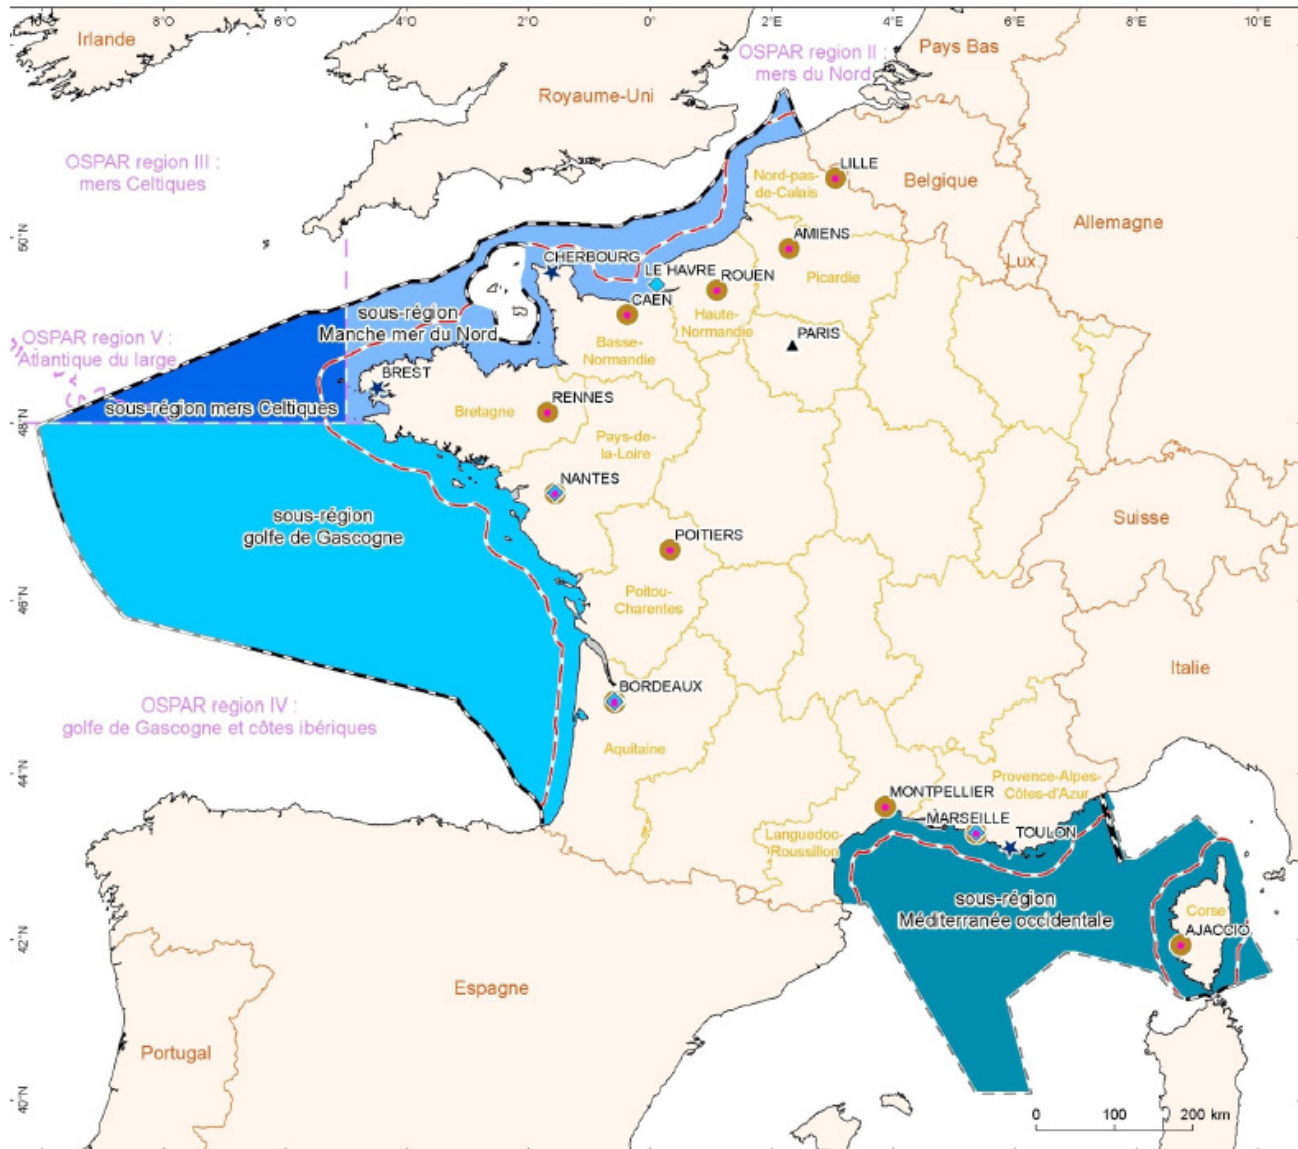 10°0' 8°0' 6°0' 4°0' 2°0' 0° 2°E 4°E 6°E 8°E 10°E
Irlande
OSPAR region II :
mers du Nord
Pays Bas
Royaume-Uni
OSPAR region III :
mers Celtiques
LILLE
Nord-pas-
de-Calais
Belgique
Allemagne
50°N
AMIENS
Picardie
Lux
CHERBOURG
LE HAVRE
ROUEN
CAEN
Haute-
Normandie
sous-région
Manche mer du Nord
OSPAR region V :
Atlantique du large
Basse-
Normandie
PARIS
BREST
sous-région mers Celtiques
48°N
Bretagne
RENNES
Pays-de-
la-Loire
NANTES
sous-région
golfe de Gascogne
Suisse
POITIERS
46°N
Poitou-
Charentes
Italie
BORDEAUX
OSPAR region IV :
golfe de Gascogne et côtes ibériques
Aquitaine
44°N
Provence-Alpes-
Côtes-d'Azur
MONTPELLIER
MARSEILLE
TOULON
Languedoc-
Roussillon
sous-région
Méditerranée occidentale
Corse
AJACCIO
42°N
Espagne
Portugal
40°N
0 100 200 km